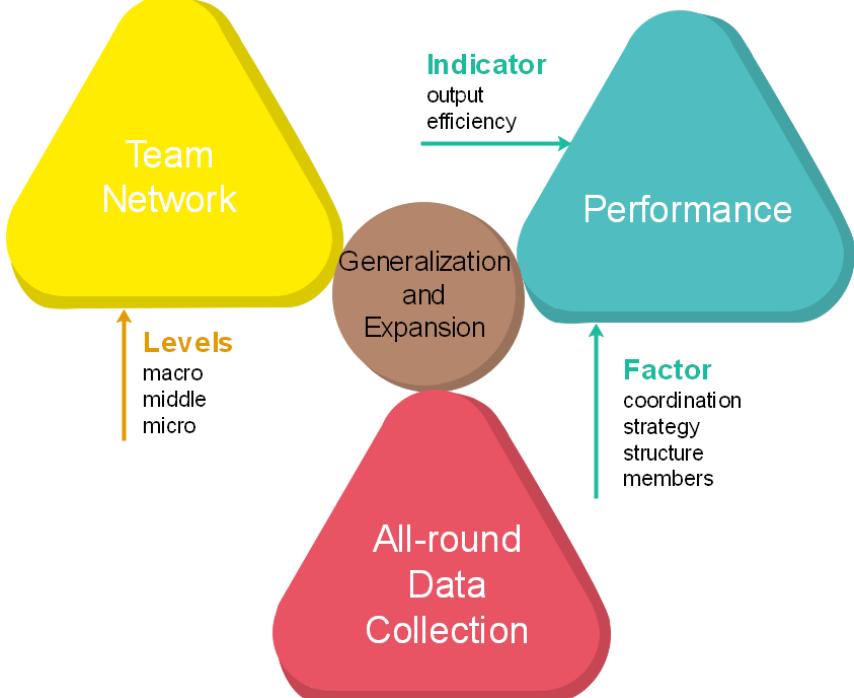 Team
Network
Indicator
output
efficiency
Performance
Generalization
and
Expansion
Levels
macro
middle
micro
Factor
coordination
strategy
structure
members
All-round
Data
Collection